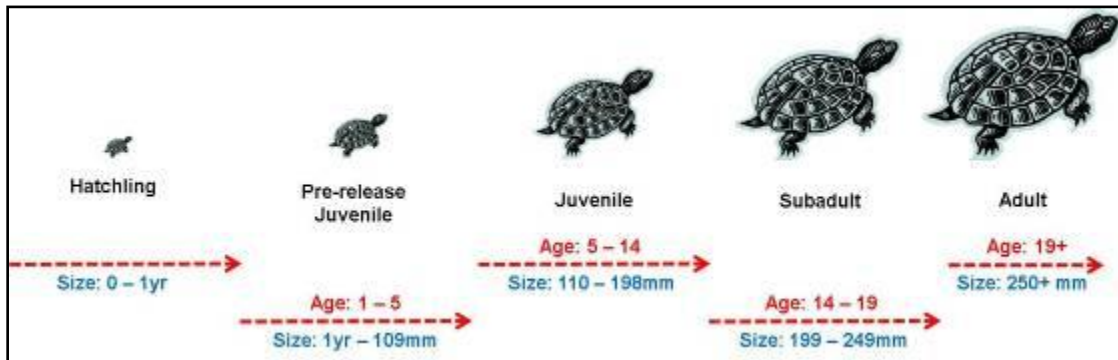 Hatchling
Pre-release
Juvenile
Juvenile
Subadult
Adult
Size: 0 – 1yr
Age: 1 – 5
Size: 1yr – 109mm
Age: 5 – 14
Size: 110 – 198mm
Age: 14 – 19
Size: 199 – 249mm
Age: 19+
Size: 250+ mm